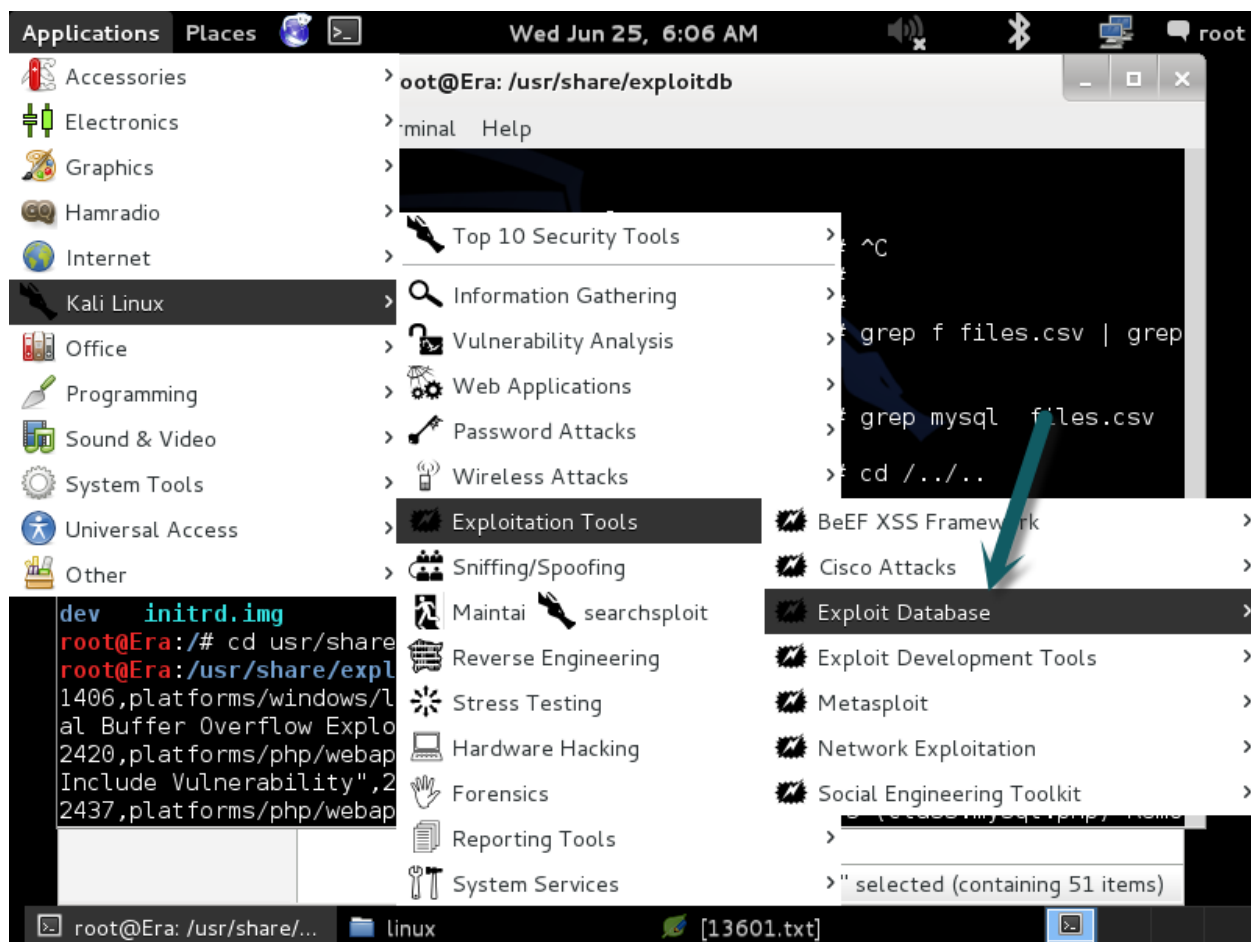 Applications Places Wed Jun 25, 6:06 AM root
Accessories
Electronics
Graphics
Hamradio
Internet
Kali Linux
Office
Programming
Sound & Video
System Tools
Universal Access
Other
oot@Era: /usr/share/exploitdb
rminal Help
Top 10 Security Tools
Information Gathering
Vulnerability Analysis
Web Applications
Password Attacks
Wireless Attacks
Exploitation Tools
Sniffing/Spoofing
Maintai searchsploit
Reverse Engineering
Stress Testing
Hardware Hacking
Forensics
Reporting Tools
System Services
# ^C
#
#
# grep f files.csv | grep
# grep mysql files.csv
# cd /../..
BeEF XSS Framework
Cisco Attacks
Exploit Database
Exploit Development Tools
Metasploit
Network Exploitation
Social Engineering Toolkit
dev initrd.img
root@Era:/# cd usr/share
root@Era:/usr/share/expl
1406,platforms/windows/l
al Buffer Overflow Explo
2420,platforms/php/webap
Include Vulnerability",2
2437,platforms/php/webap
" selected (containing 51 items)
root@Era: /usr/share/... linux [13601.txt]